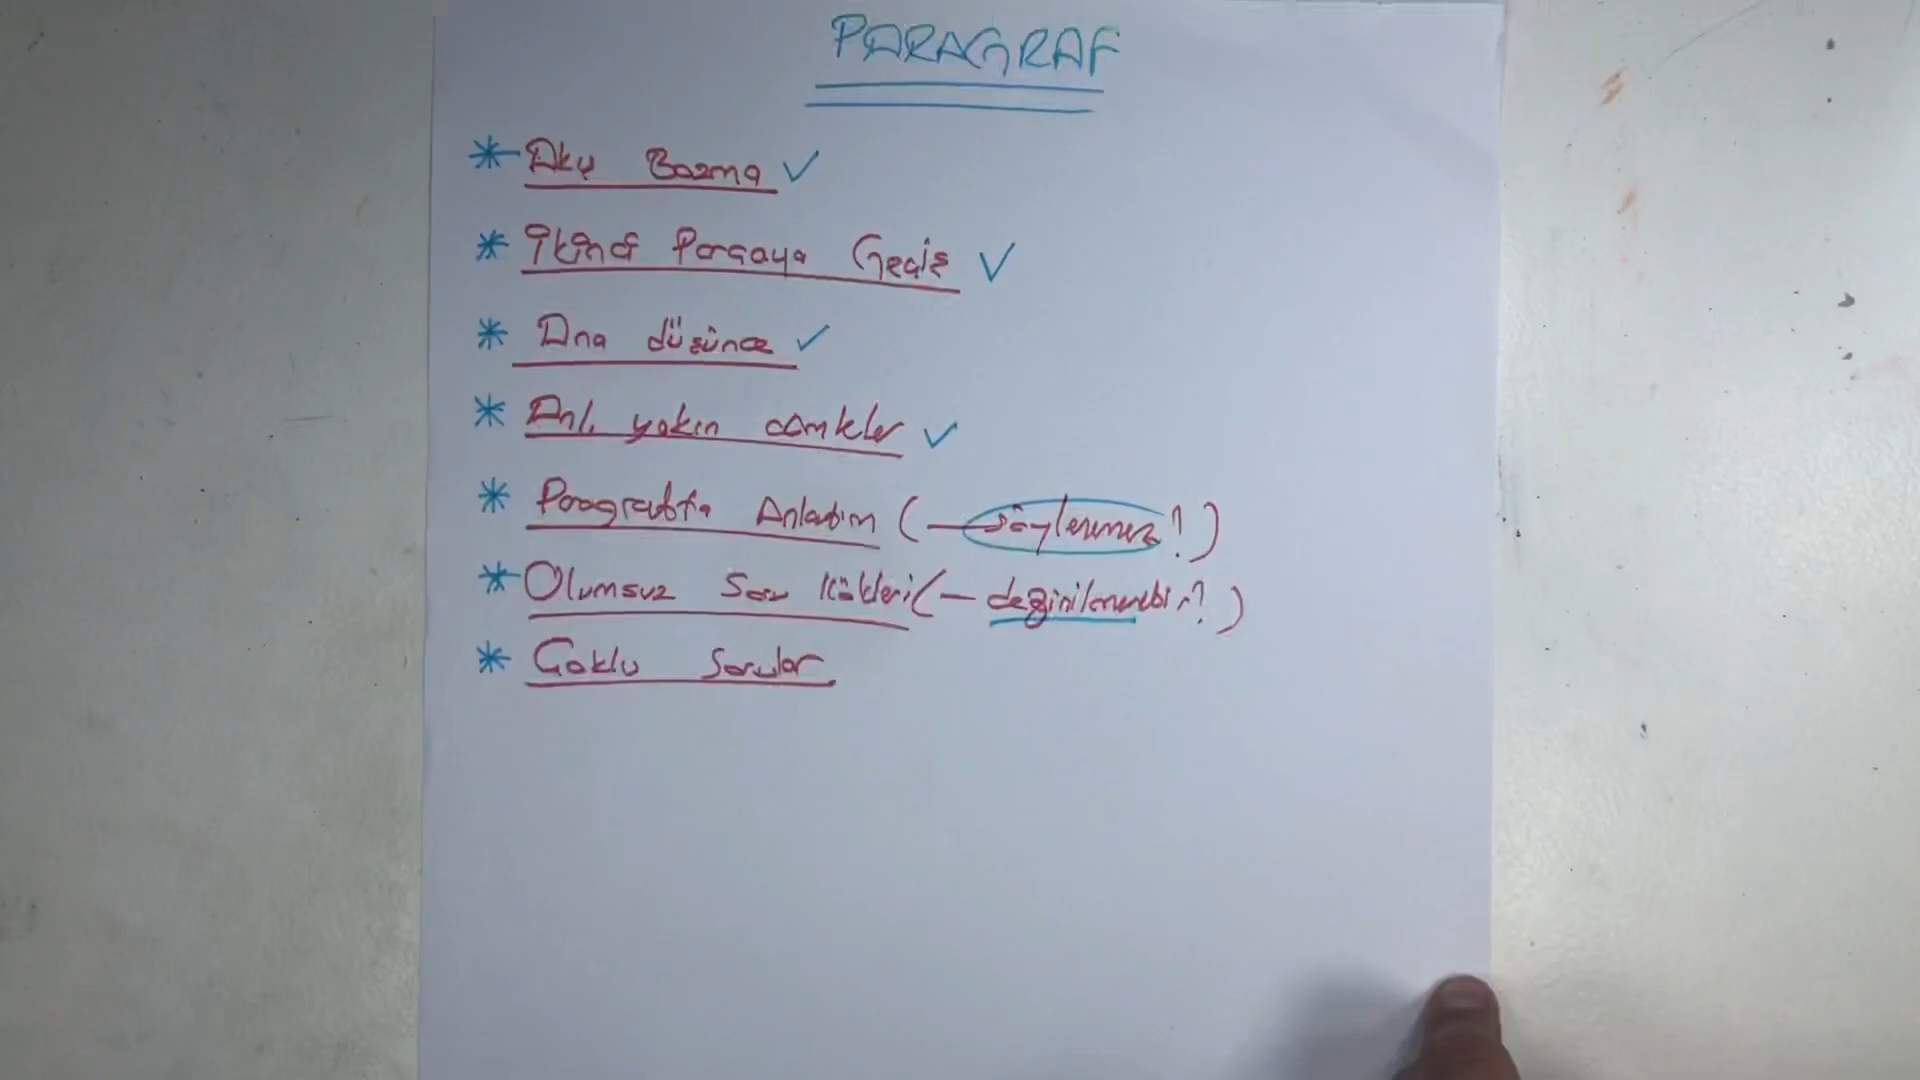 PARAGRAF
* Akış Bozma ✓
* İkinci Parçaya Geçiş ✓
* Ana düşünce ✓
* Anl. yakın cümleler ✓
* Paragrafta Anlatım ( — söylenemez? )
* Olumsuz Soru Kökleri ( — değinilmemiştir? )
* Çoklu Sorular